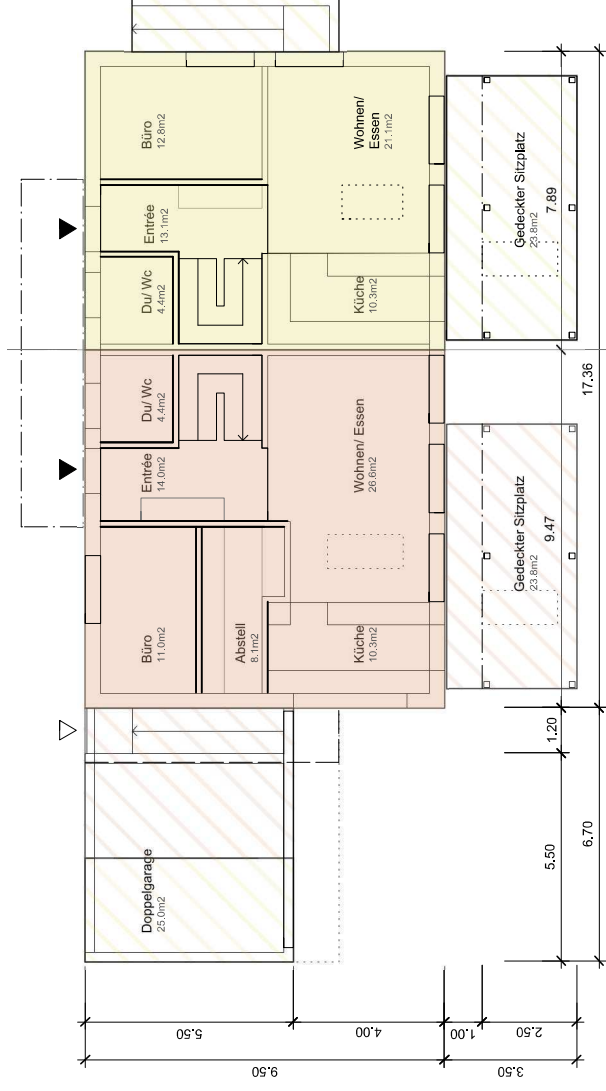 Büro
12.8m2
Wohnen/
Essen
21.1m2
Entrée
13.1m2
Du/ Wc
4.4m2
Küche
10.3m2
Gedeckter Sitzplatz
23.8m2
7.89
Du/ Wc
4.4m2
Entrée
14.0m2
Wohnen/ Essen
26.6m2
Büro
11.0m2
Abstell
8.1m2
Küche
10.3m2
Gedeckter Sitzplatz
23.8m2
9.47
17.36
Doppelgarage
25.0m2
1.20
5.50
6.70
5.50
4.00
1.00
2.50
9.50
3.50